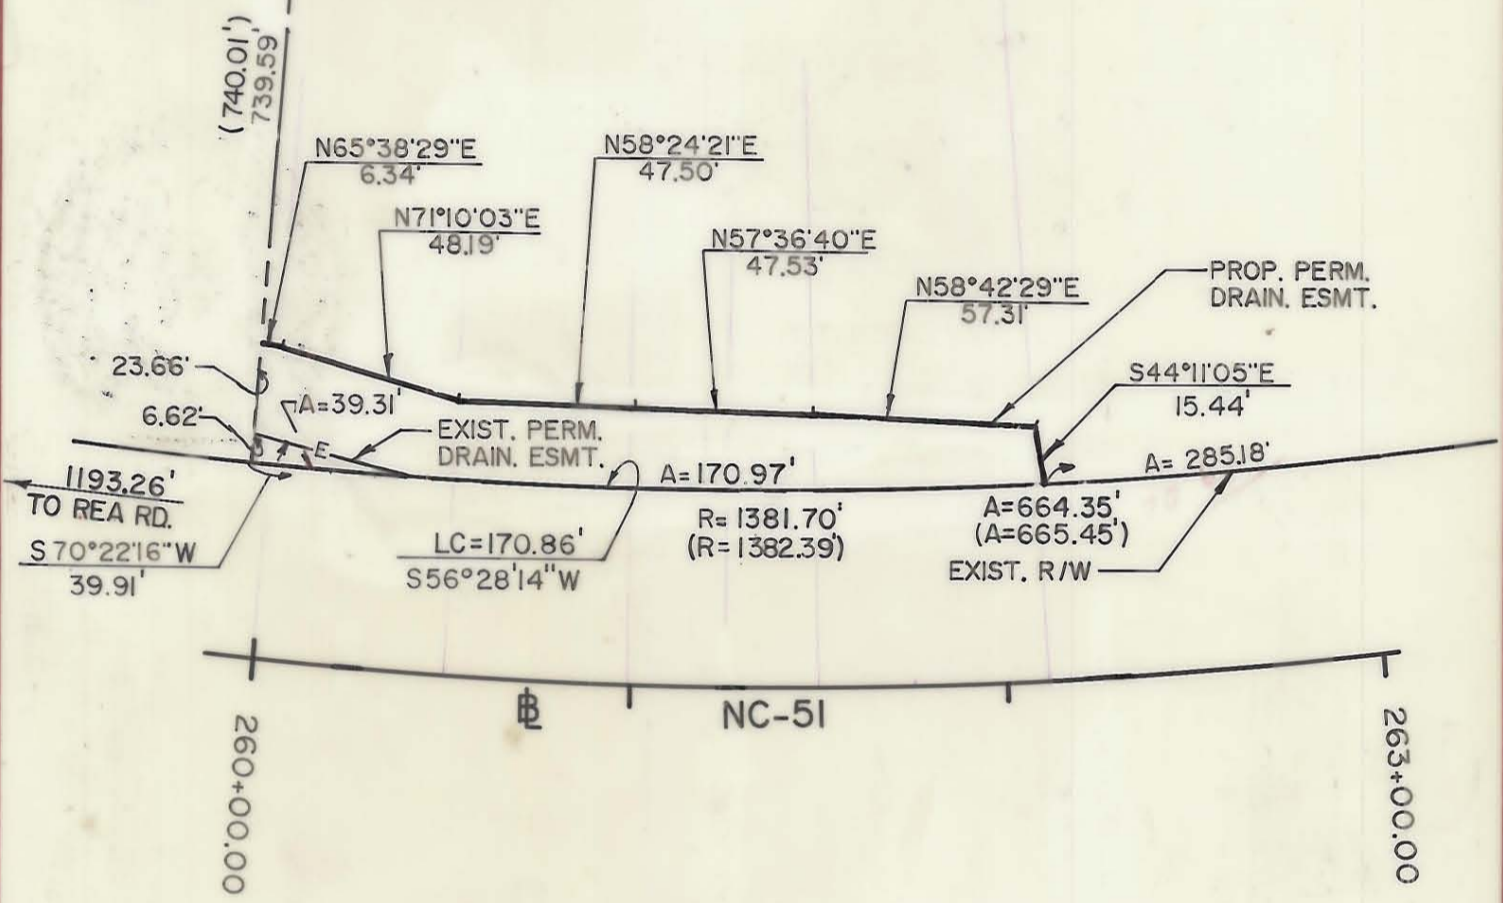 (740.01')
739.59'
N65°38'29"E
6.34'
N58°24'21"E
47.50'
N71°10'03"E
48.19'
N57°36'40"E
47.53'
N58°42'29"E
57.31'
PROP. PERM.
DRAIN. ESMT.
23.66'
S44°11'05"E
15.44'
A=39.31'
6.62'
E
EXIST. PERM.
DRAIN. ESMT.
A=170.97'
A= 285.18'
1193.26'
TO REA RD.
R= 1381.70'
(R= 1382.39')
A=664.35'
(A=665.45')
S 70°22'16"W
39.91'
LC=170.86'
S56°28'14"W
EXIST. R/W
BL
NC-51
260+00.00
263+00.00